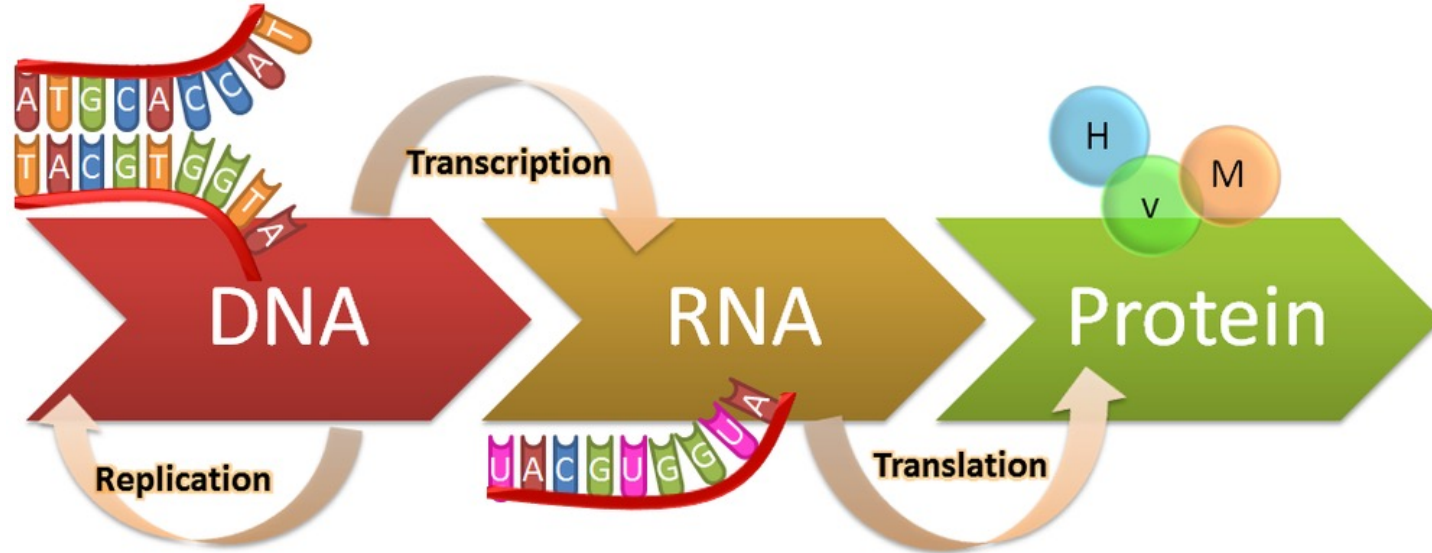 ATGCACCAT
TACGTGGTA
Transcription
H
v
M
DNA
RNA
Protein
Replication
UACGUGGUA
Translation